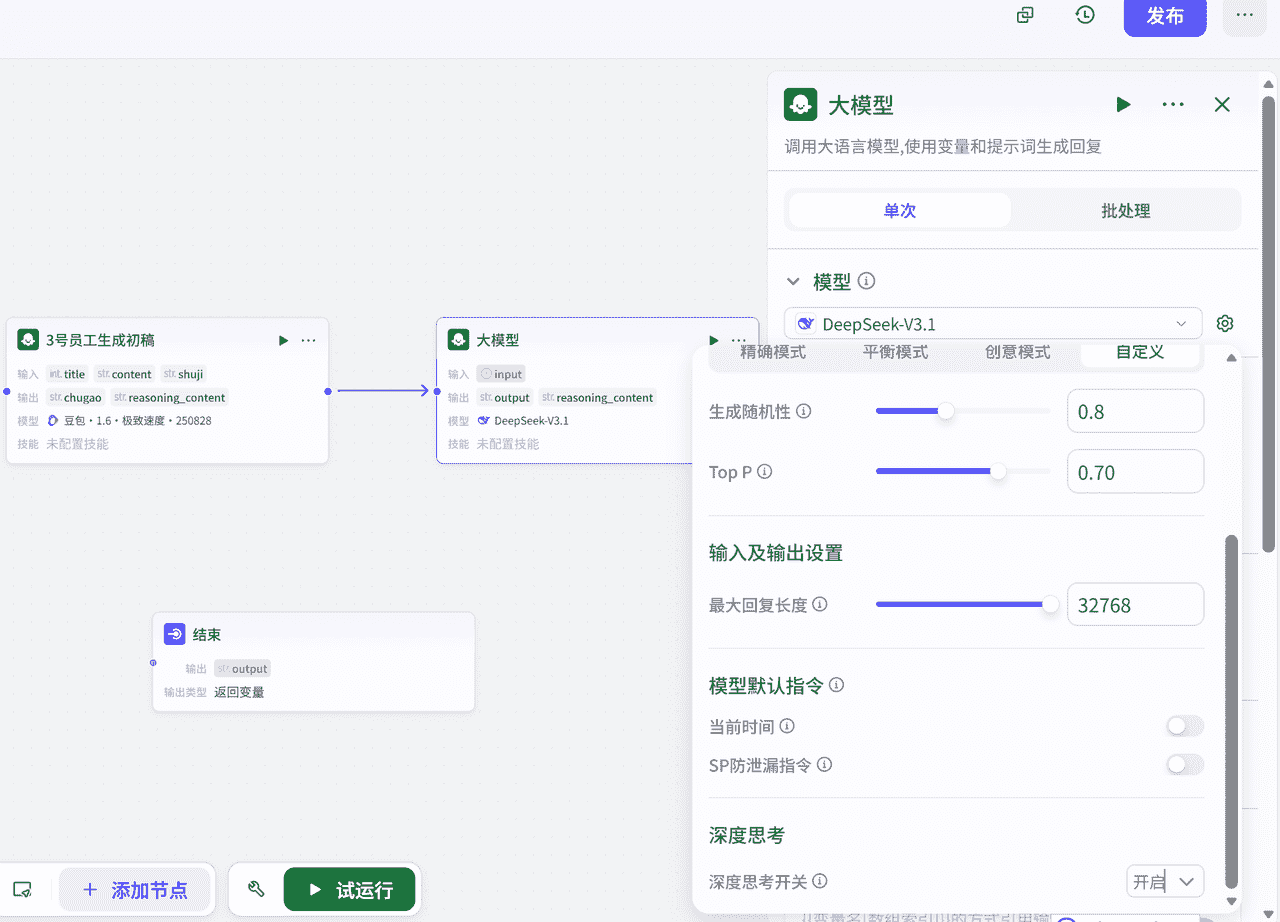 发布
大模型
调用大语言模型,使用变量和提示词生成回复
单次
批处理
模型
DeepSeek-V3.1
3号员工生成初稿
输入 int. title str. content str. shuji
输出 str. chugao str. reasoning_content
模型 豆包·1.6·极致速度·250828
技能 未配置技能
大模型
输入 input
输出 str. output str. reasoning_content
模型 DeepSeek-V3.1
技能 未配置技能
精确模式 平衡模式 创意模式 自定义
生成随机性 0.8
Top P 0.70
输入及输出设置
最大回复长度 32768
模型默认指令
当前时间
SP防泄漏指令
深度思考
深度思考开关 开启
结束
输出 str. output
输出类型 返回变量
添加节点
试运行